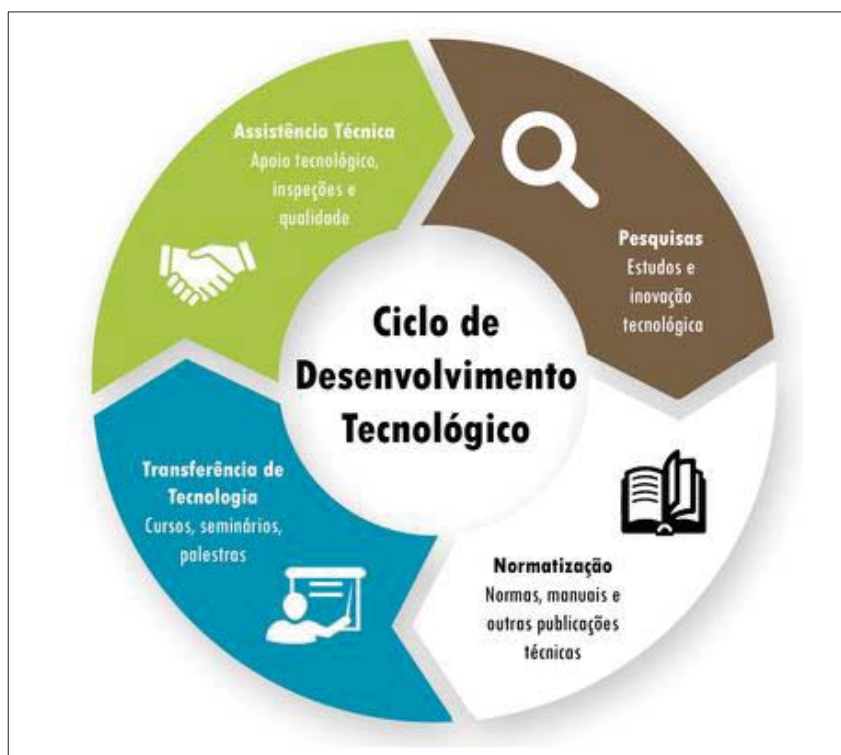 Assistência Técnica
Apoio tecnológico,
inspeções e
qualidade
Pesquisas
Estudos e
inovação
tecnológica
Ciclo de
Desenvolvimento
Tecnológico
Transferência de
Tecnologia
Cursos, seminários,
palestras
Normatização
Normas, manuais e
outras publicações
técnicas